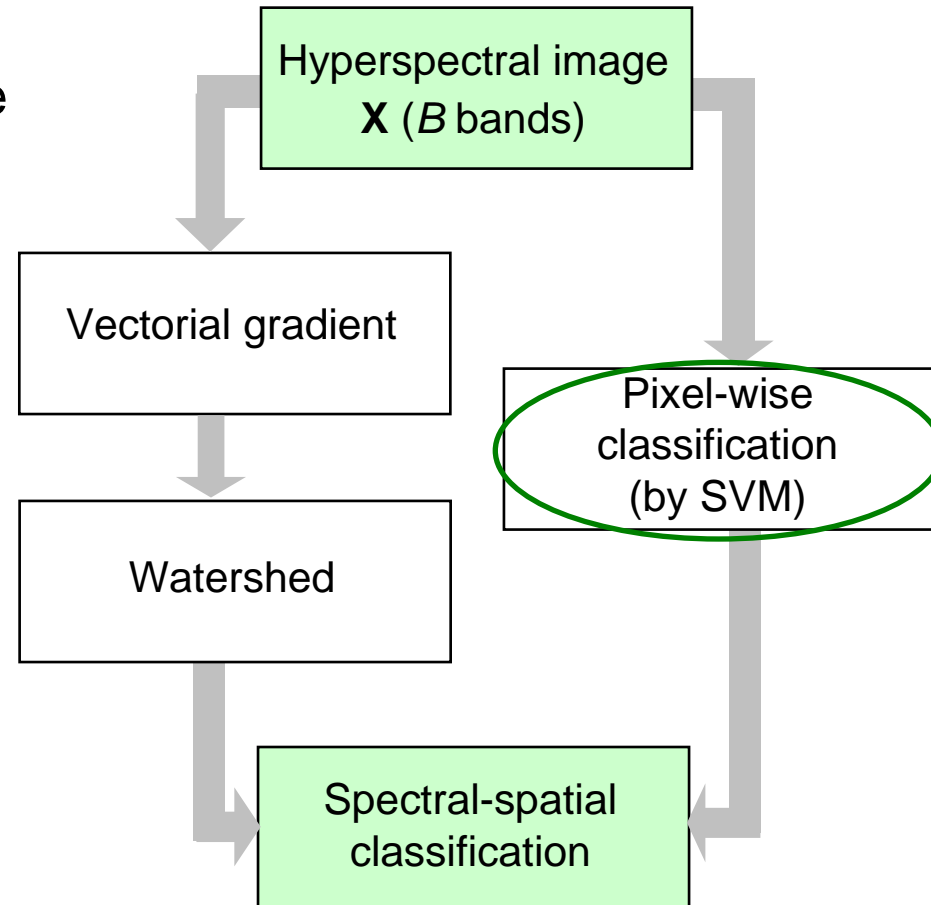 e
Hyperspectral image
X (B bands)
Vectorial gradient
Pixel-wise
classification
(by SVM)
Watershed
Spectral-spatial
classification